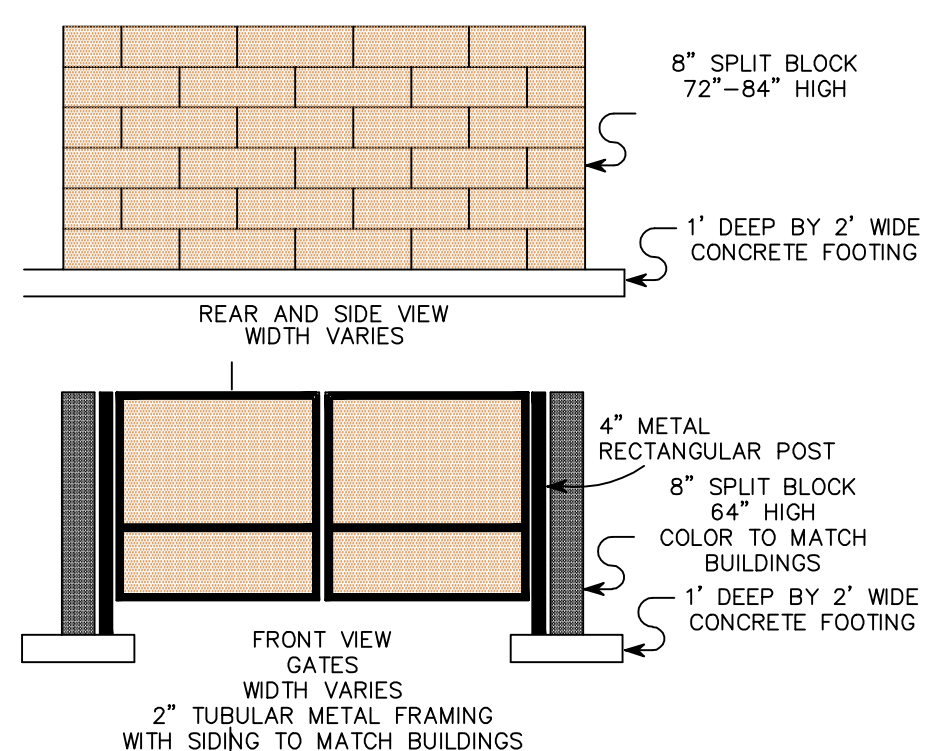 8" SPLIT BLOCK
72"-84" HIGH
1' DEEP BY 2' WIDE
CONCRETE FOOTING
REAR AND SIDE VIEW
WIDTH VARIES
4" METAL
RECTANGULAR POST
8" SPLIT BLOCK
64" HIGH
COLOR TO MATCH
BUILDINGS
1' DEEP BY 2' WIDE
CONCRETE FOOTING
FRONT VIEW
GATES
WIDTH VARIES
2" TUBULAR METAL FRAMING
WITH SIDING TO MATCH BUILDINGS